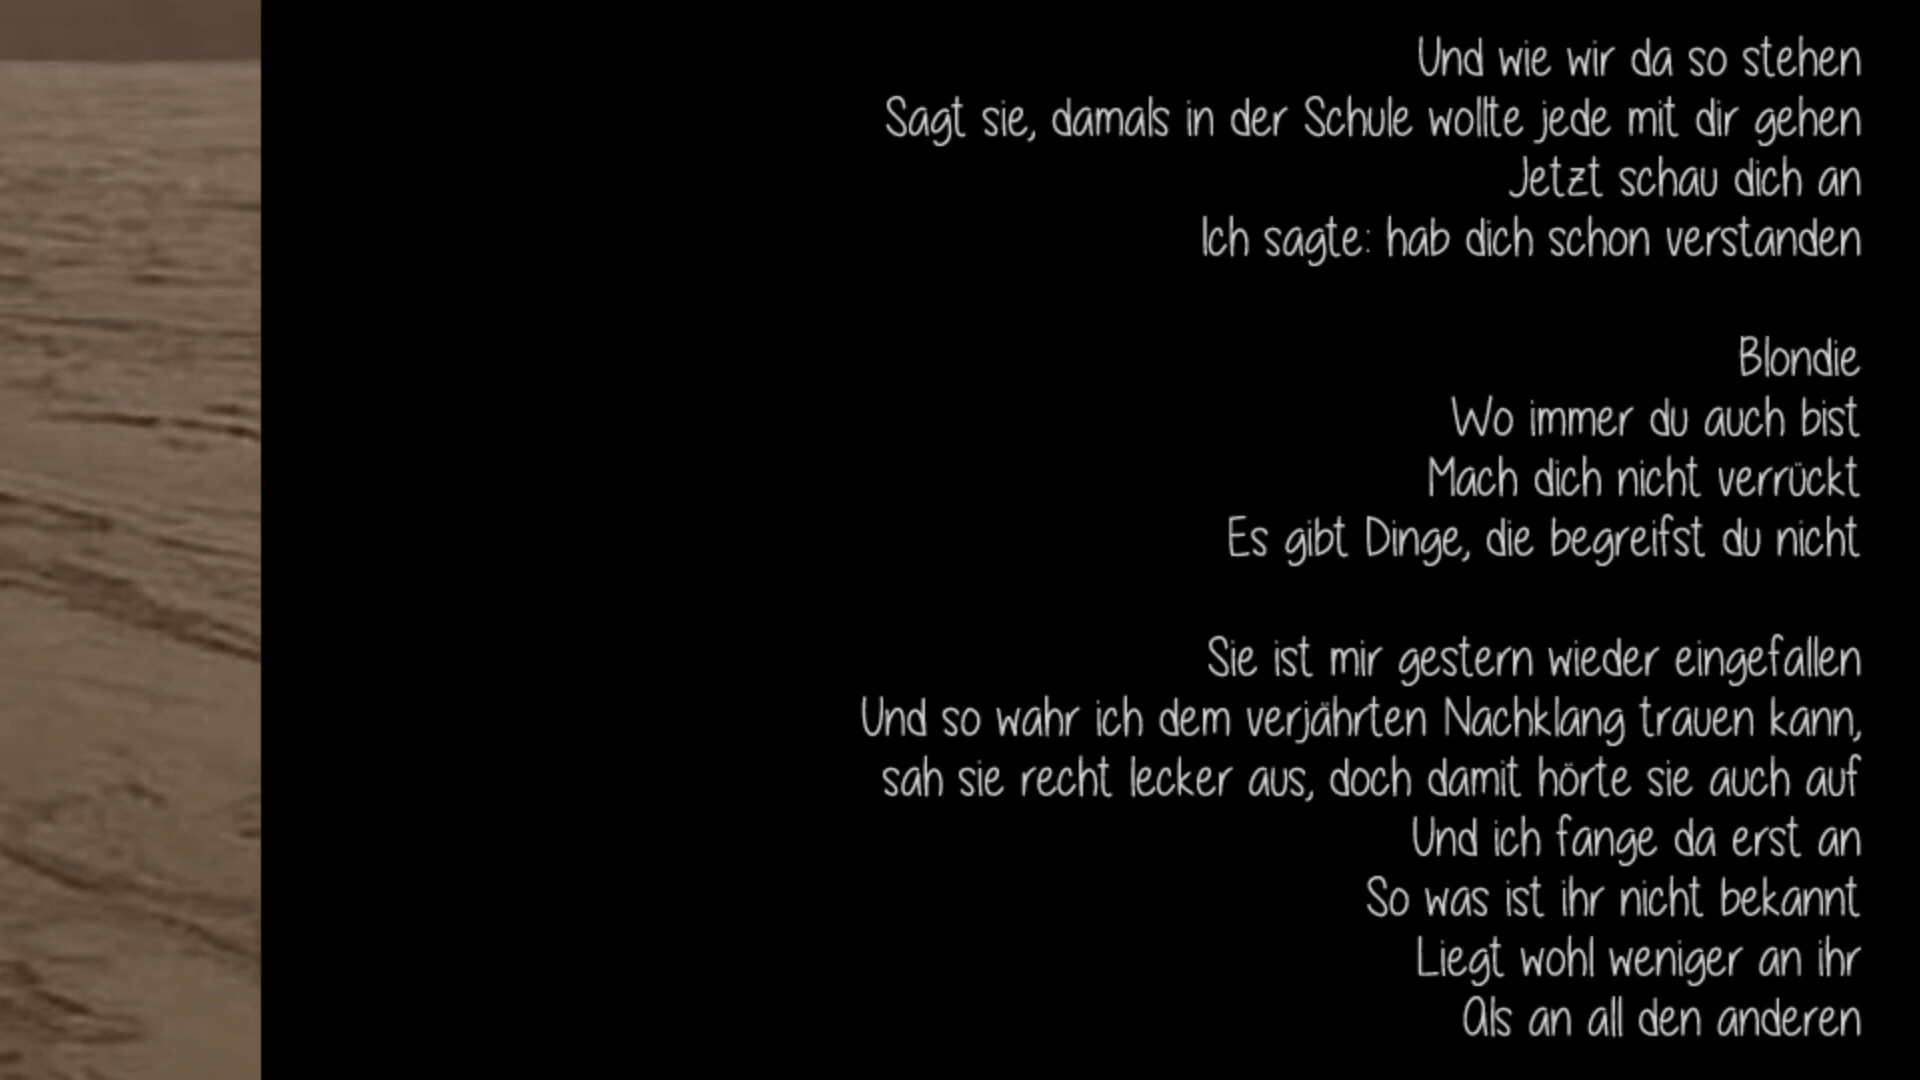 Und wie wir da so stehen
Sagt sie, damals in der Schule wollte jede mit dir gehen
Jetzt schau dich an
Ich sagte: hab dich schon verstanden
Blondie
Wo immer du auch bist
Mach dich nicht verrückt
Es gibt Dinge, die begreifst du nicht
Sie ist mir gestern wieder eingefallen
Und so wahr ich dem verjährten Nachklang trauen kann,
sah sie recht lecker aus, doch damit hörte sie auch auf
Und ich fange da erst an
So was ist ihr nicht bekannt
Liegt wohl weniger an ihr
Als an all den anderen